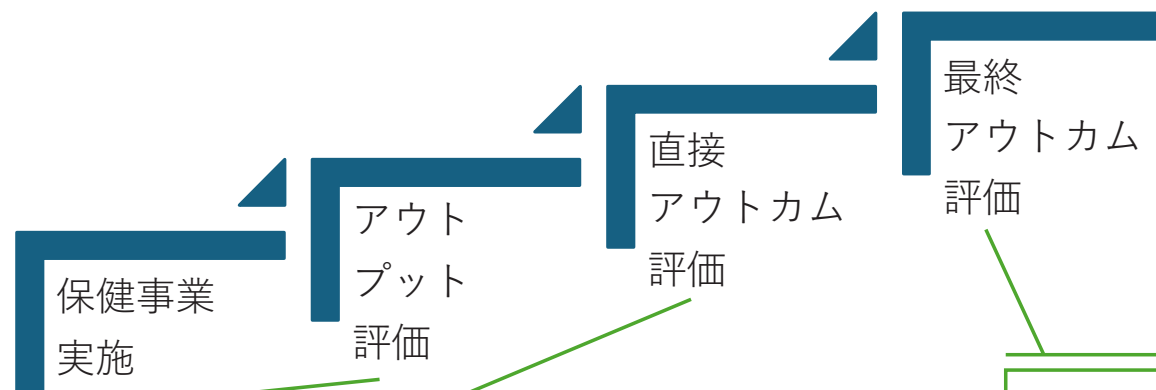 保健事業
実施
アウト
プット
評価
直接
アウトカム
評価
最終
アウトカム
評価